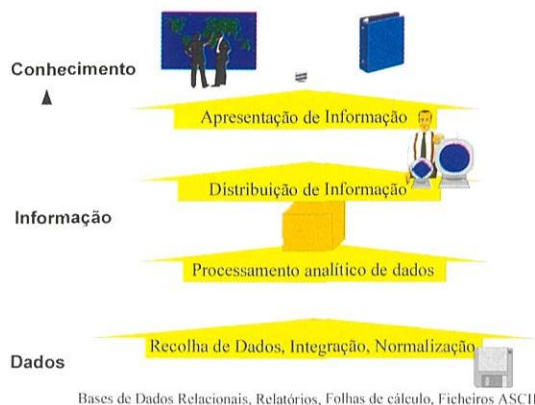 Conhecimento
Apresentação de Informação
Distribuição de Informação
Informação
Processamento analítico de dados
Recolha de Dados, Integração, Normalização
Dados
Bases de Dados Relacionais, Relatórios, Folhas de cálculo, Ficheiros ASCII